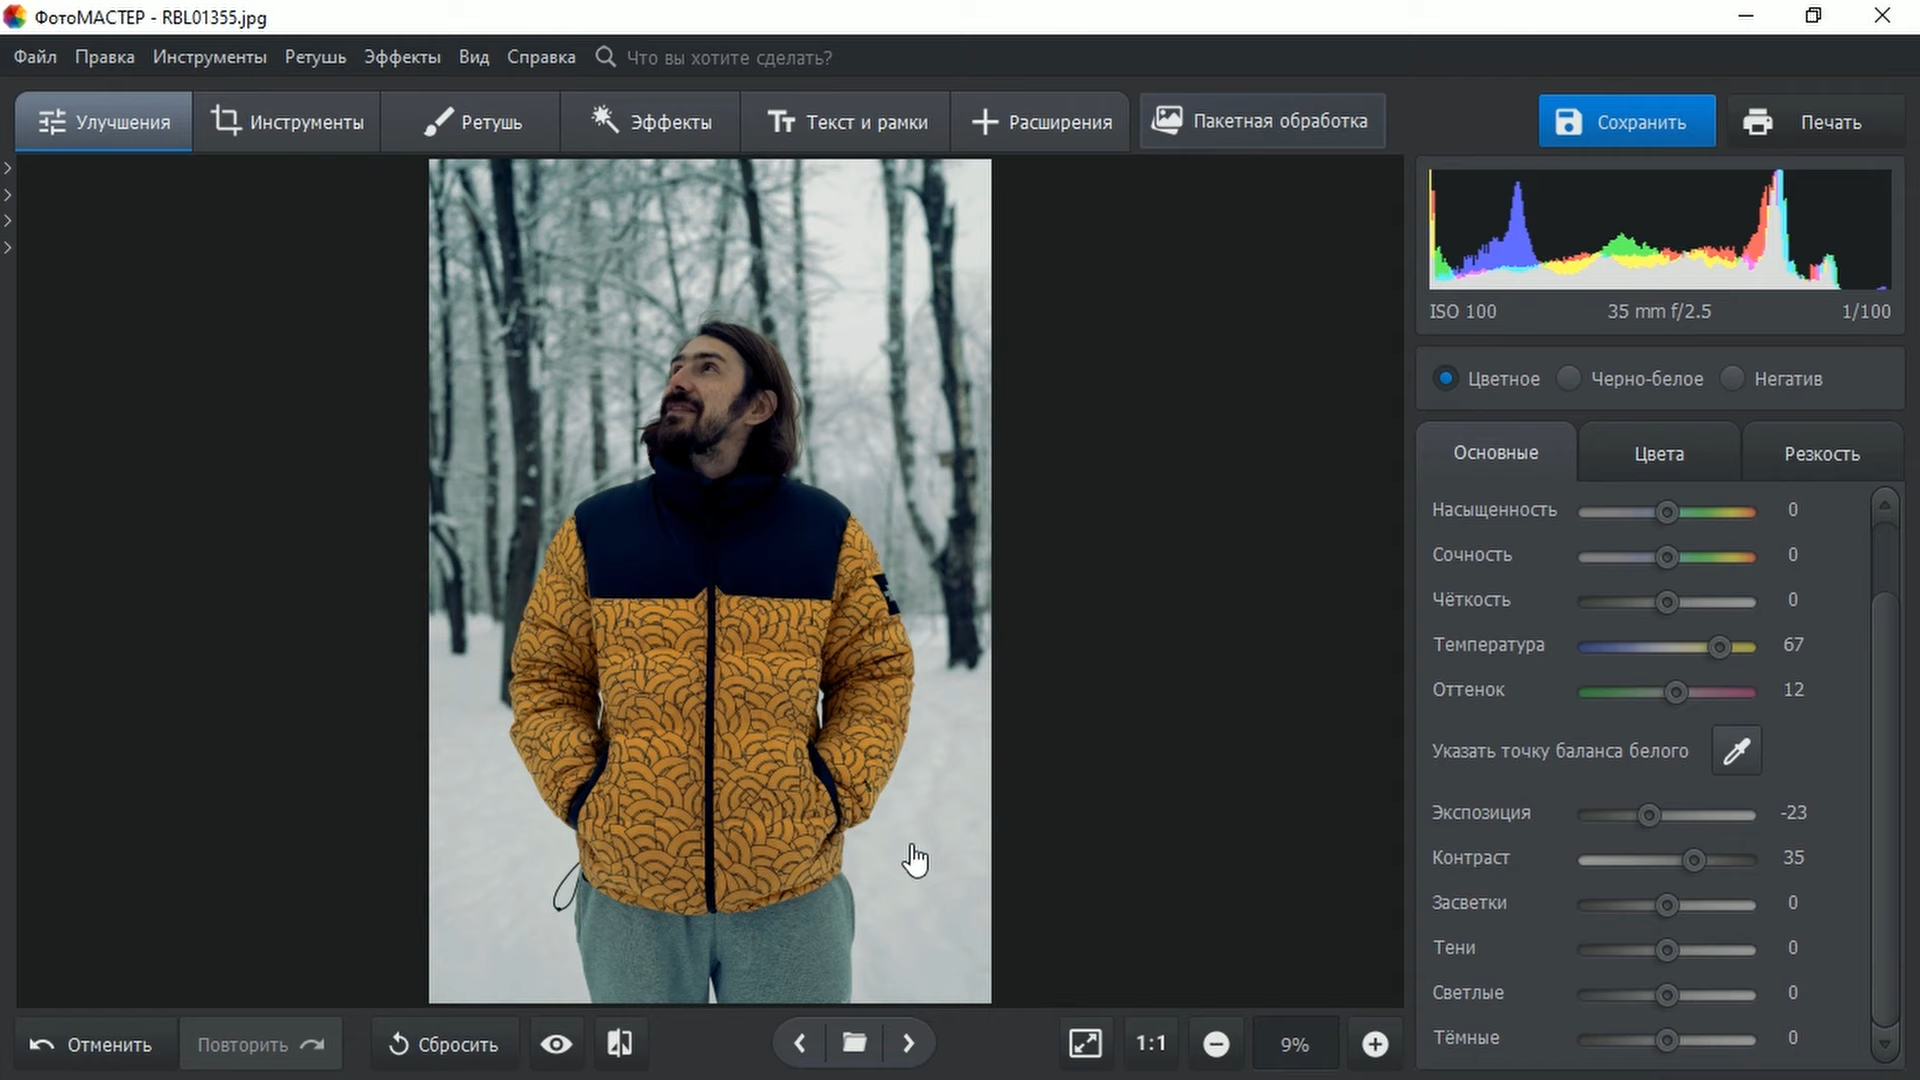 ФотоМАСТЕР - RBL01355.jpg
Файл Правка Инструменты Ретушь Эффекты Вид Справка Что вы хотите сделать?
Улучшения Инструменты Ретушь Эффекты Текст и рамки Расширения Пакетная обработка Сохранить Печать
ISO 100 35 mm f/2.5 1/100
Цветное Черно-белое Негатив
Основные Цвета Резкость
Насыщенность 0
Сочность 0
Чёткость 0
Температура 67
Оттенок 12
Указать точку баланса белого
Экспозиция -23
Контраст 35
Засветки 0
Тени 0
Светлые 0
Тёмные 0
Отменить Повторить Сбросить 1:1 9%